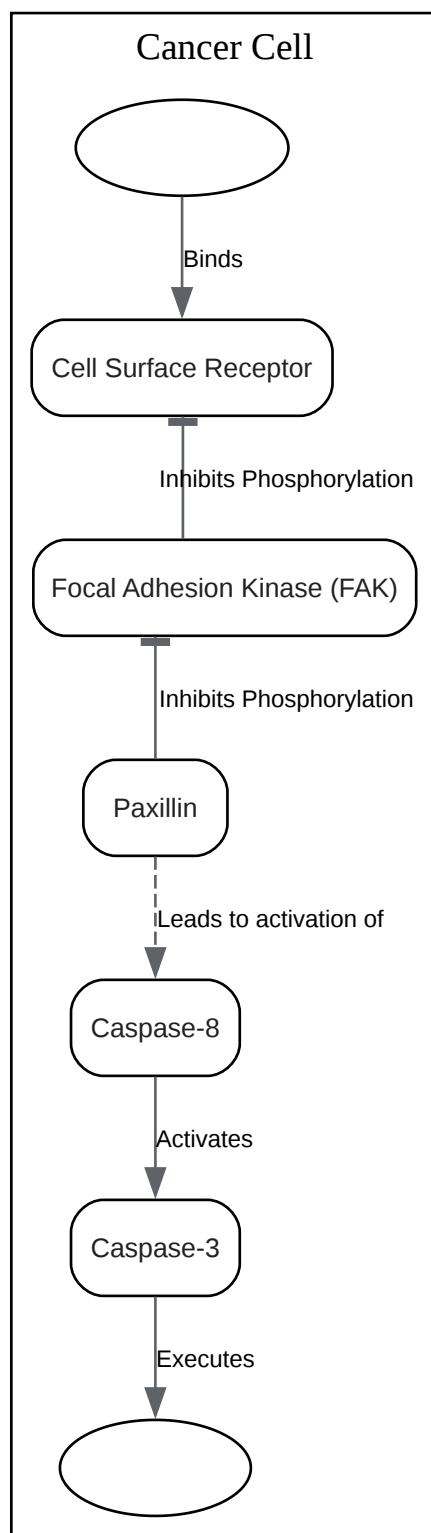 Cancer Cell
Binds
Cell Surface Receptor
Inhibits Phosphorylation
Focal Adhesion Kinase (FAK)
Inhibits Phosphorylation
Paxillin
Leads to activation of
Caspase-8
Activates
Caspase-3
Executes